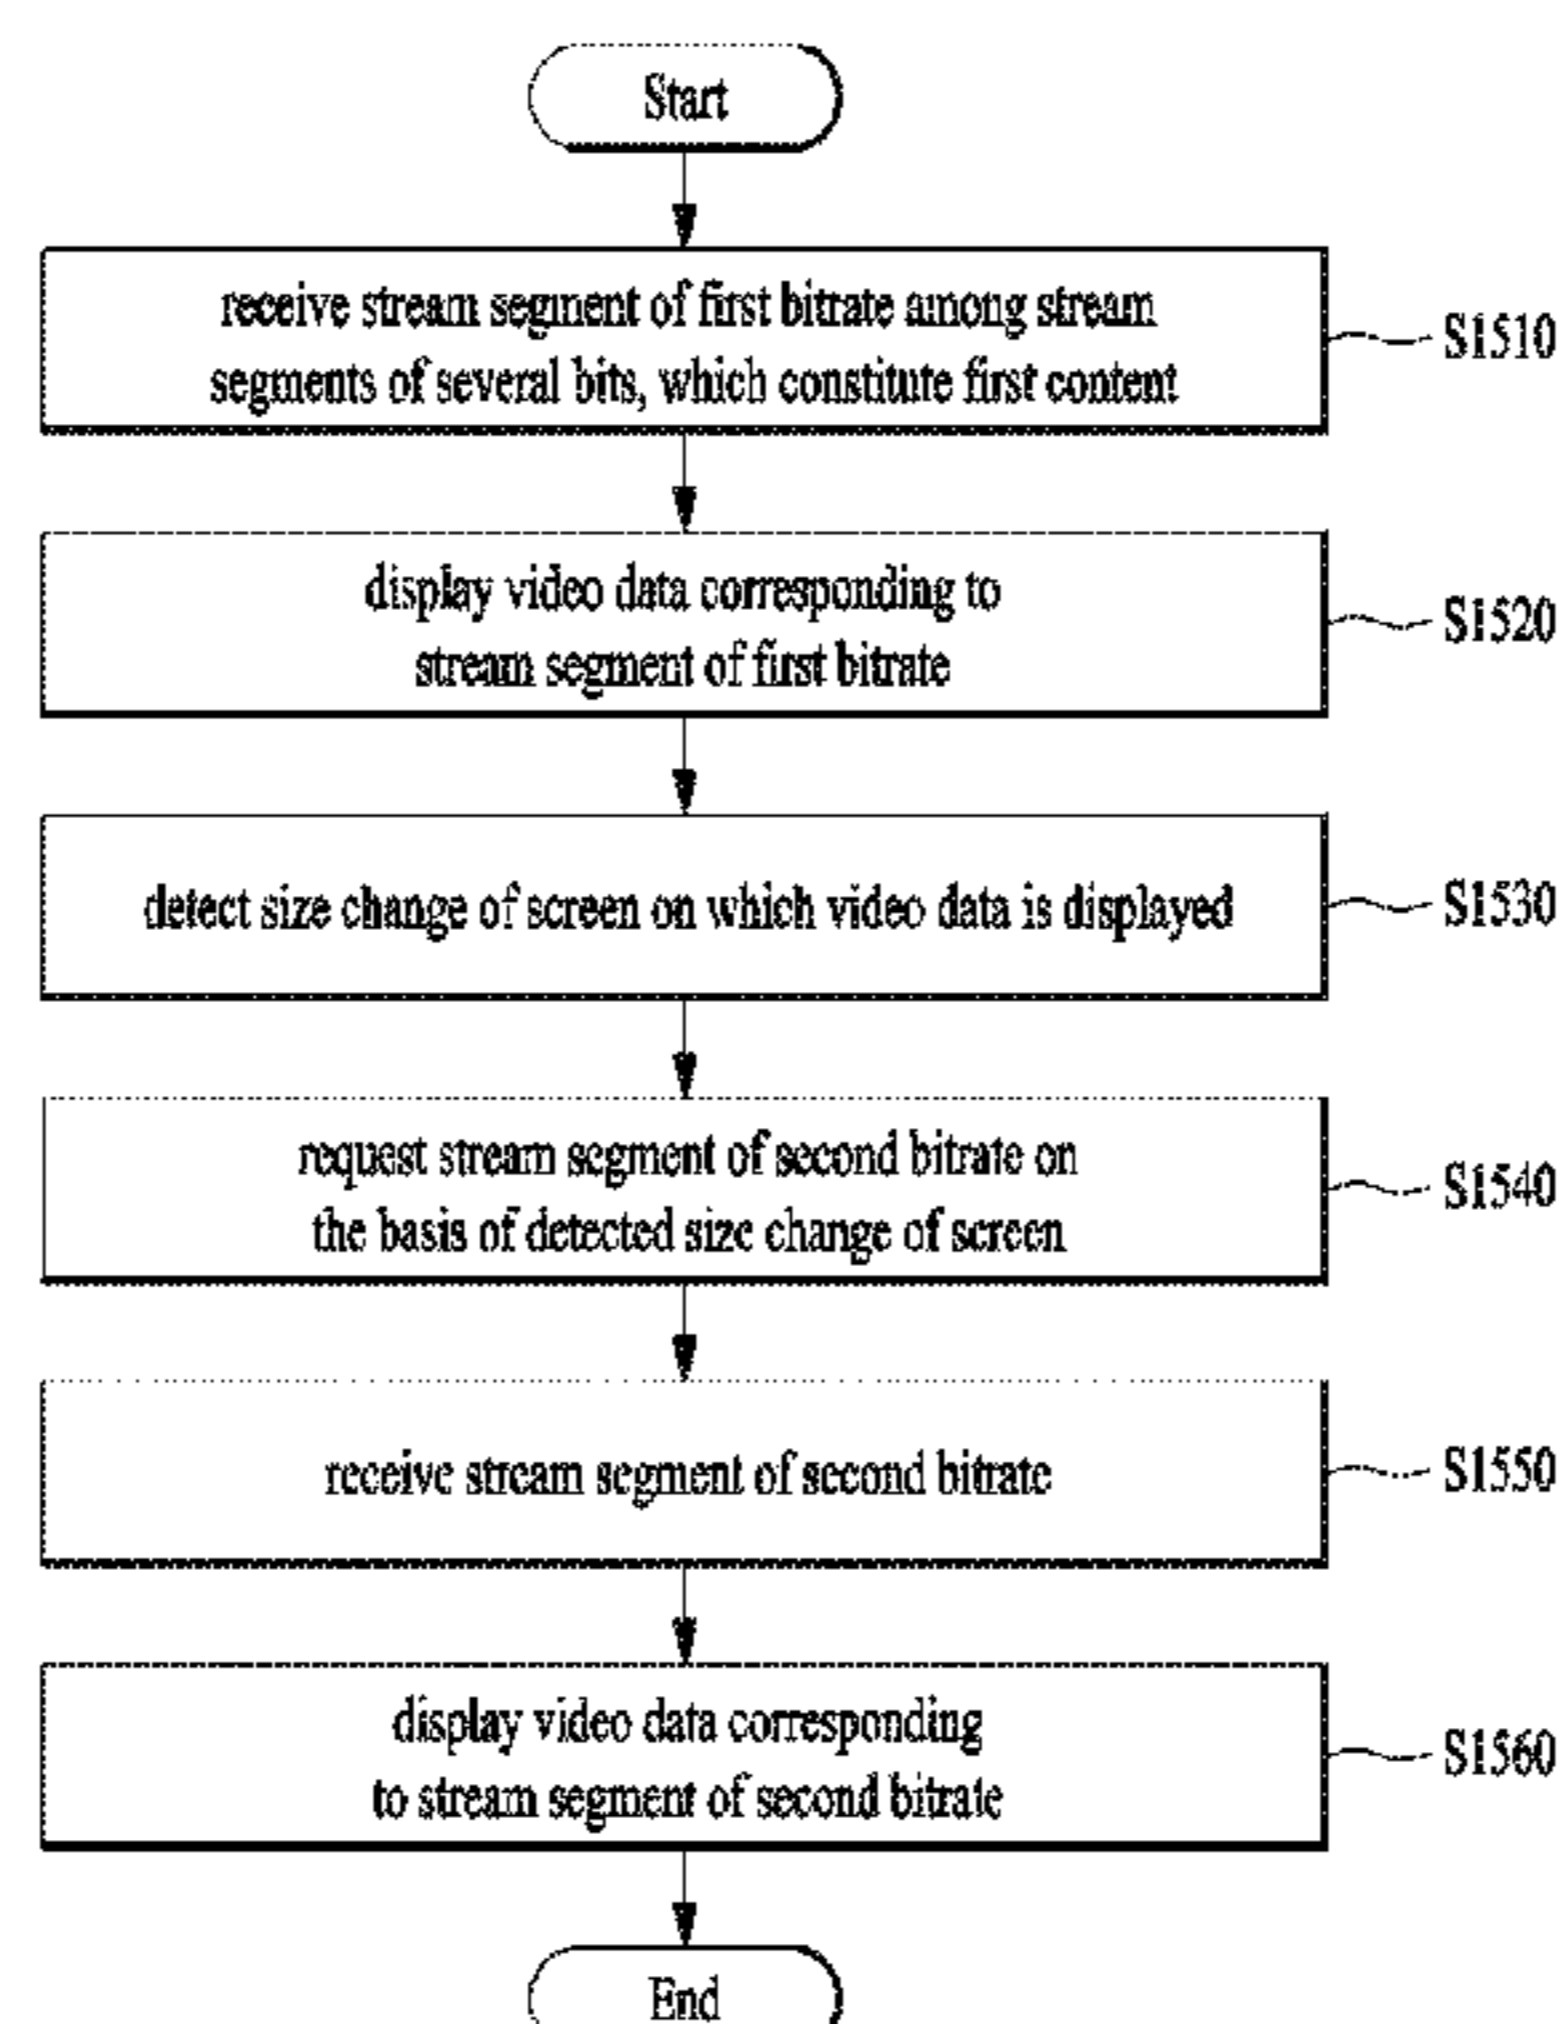 Start
receive stream segment of first bitrate among stream
segments of several bits, which constitute first content
S1510
display video data corresponding to
stream segment of first bitrate
S1520
detect size change of screen on which video data is displayed
S1530
request stream segment of second bitrate on
the basis of detected size change of screen
S1540
receive stream segment of second bitrate
S1550
display video data corresponding
to stream segment of second bitrate
S1560
End